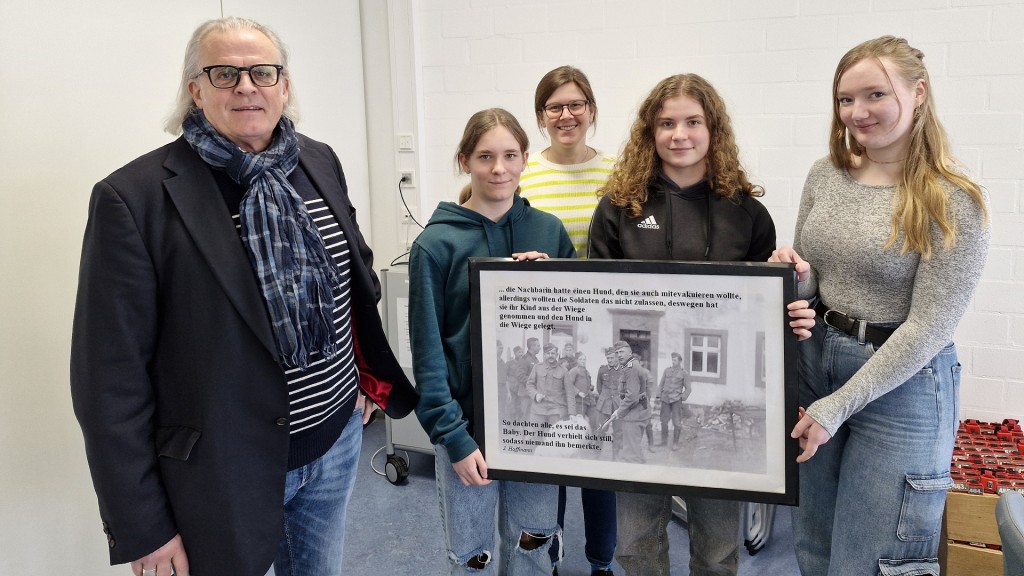 ... die Nachbarin hatte einen Hund, den sie auch mitevakuieren wollte,
allerdings wollten die Soldaten das nicht zulassen, deswegen hat
sie ihr Kind aus der Wiege
genommen und den Hund in
die Wiege gelegt.
So dachten alle, es sei das
Baby. Der Hund verhielt sich still,
sodass niemand ihn bemerkte.
J. Hoffmann
adidas